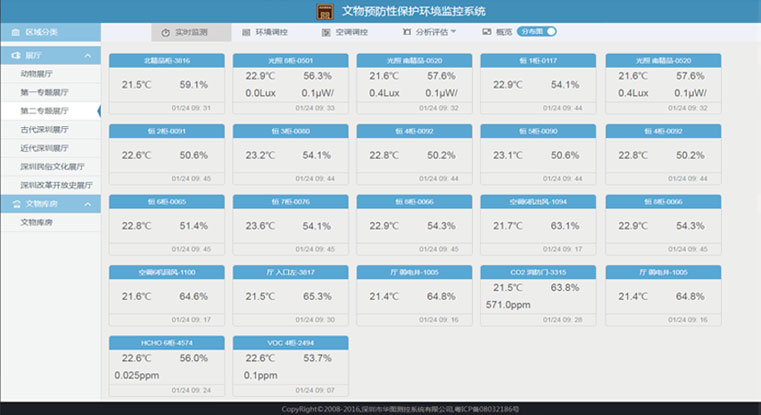 文物预防性保护环境监控系统
区域分类
实时监测 环境调控 空调调控 分析评估 概览 分布图
展厅
动物展厅
第一专题展厅
第二专题展厅
古代深圳展厅
近代深圳展厅
深圳民俗文化展厅
深圳改革开放史展厅
文物库房
文物库房
北精品柜-3816
21.5℃ 59.1%
01/24 09: 31
光照 8柜-0501
22.9℃ 56.3%
0.0Lux 0.1μW/
01/24 09: 33
光照 南精品-0520
21.6℃ 57.6%
0.4Lux 0.1μW/
01/24 09: 32
恒 1柜-0117
22.9℃ 54.1%
01/24 09: 44
光照 南精品-0520
21.6℃ 57.6%
0.4Lux 0.1μW/
01/24 09: 32
恒 2柜-0091
22.6℃ 50.6%
01/24 09: 45
恒 3柜-0080
23.2℃ 54.1%
01/24 09: 44
恒 4柜-0092
22.8℃ 50.2%
01/24 09: 44
恒 5柜-0090
23.1℃ 50.6%
01/24 09: 44
恒 4柜-0092
22.8℃ 50.2%
01/24 09: 44
恒 6柜-0065
22.8℃ 51.4%
01/24 09: 45
恒 7柜-0076
23.6℃ 54.1%
01/24 09: 45
恒 8柜-0066
22.9℃ 54.3%
01/24 09: 45
空调6机出风-1094
21.7℃ 63.1%
01/24 09: 17
恒 8柜-0066
22.9℃ 54.3%
01/24 09: 45
空调6机回风-1100
21.6℃ 64.6%
01/24 09: 17
厅 入口左-3817
21.5℃ 65.3%
01/24 09: 30
厅 弱电井-1005
21.4℃ 64.8%
01/24 09: 16
CO2 消防门-3315
21.5℃ 63.8%
571.0ppm
01/24 09: 28
厅 弱电井-1005
21.4℃ 64.8%
01/24 09: 16
HCHO 6柜-4574
22.6℃ 56.0%
0.025ppm
01/24 09: 24
VOC 4柜-2494
22.6℃ 53.7%
0.1ppm
01/24 09: 07
CopyRight©2008-2016,深圳市华图测控系统有限公司,粤ICP备08032186号